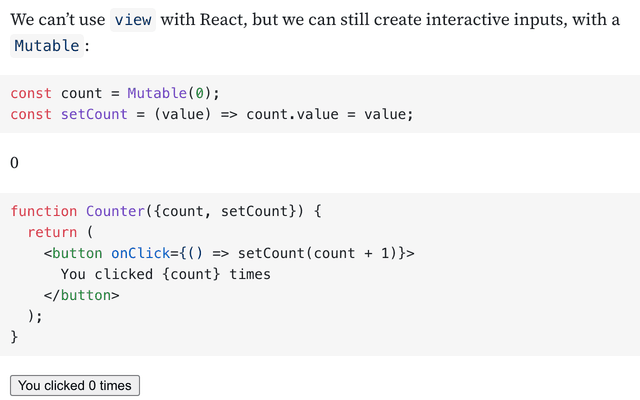 We can’t use view with React, but we can still create interactive inputs, with a
Mutable:
const count = Mutable(0);
const setCount = (value) => count.value = value;
0
function Counter({count, setCount}) {
  return (
    <button onClick={() => setCount(count + 1)}>
      You clicked {count} times
    </button>
  );
}
You clicked 0 times